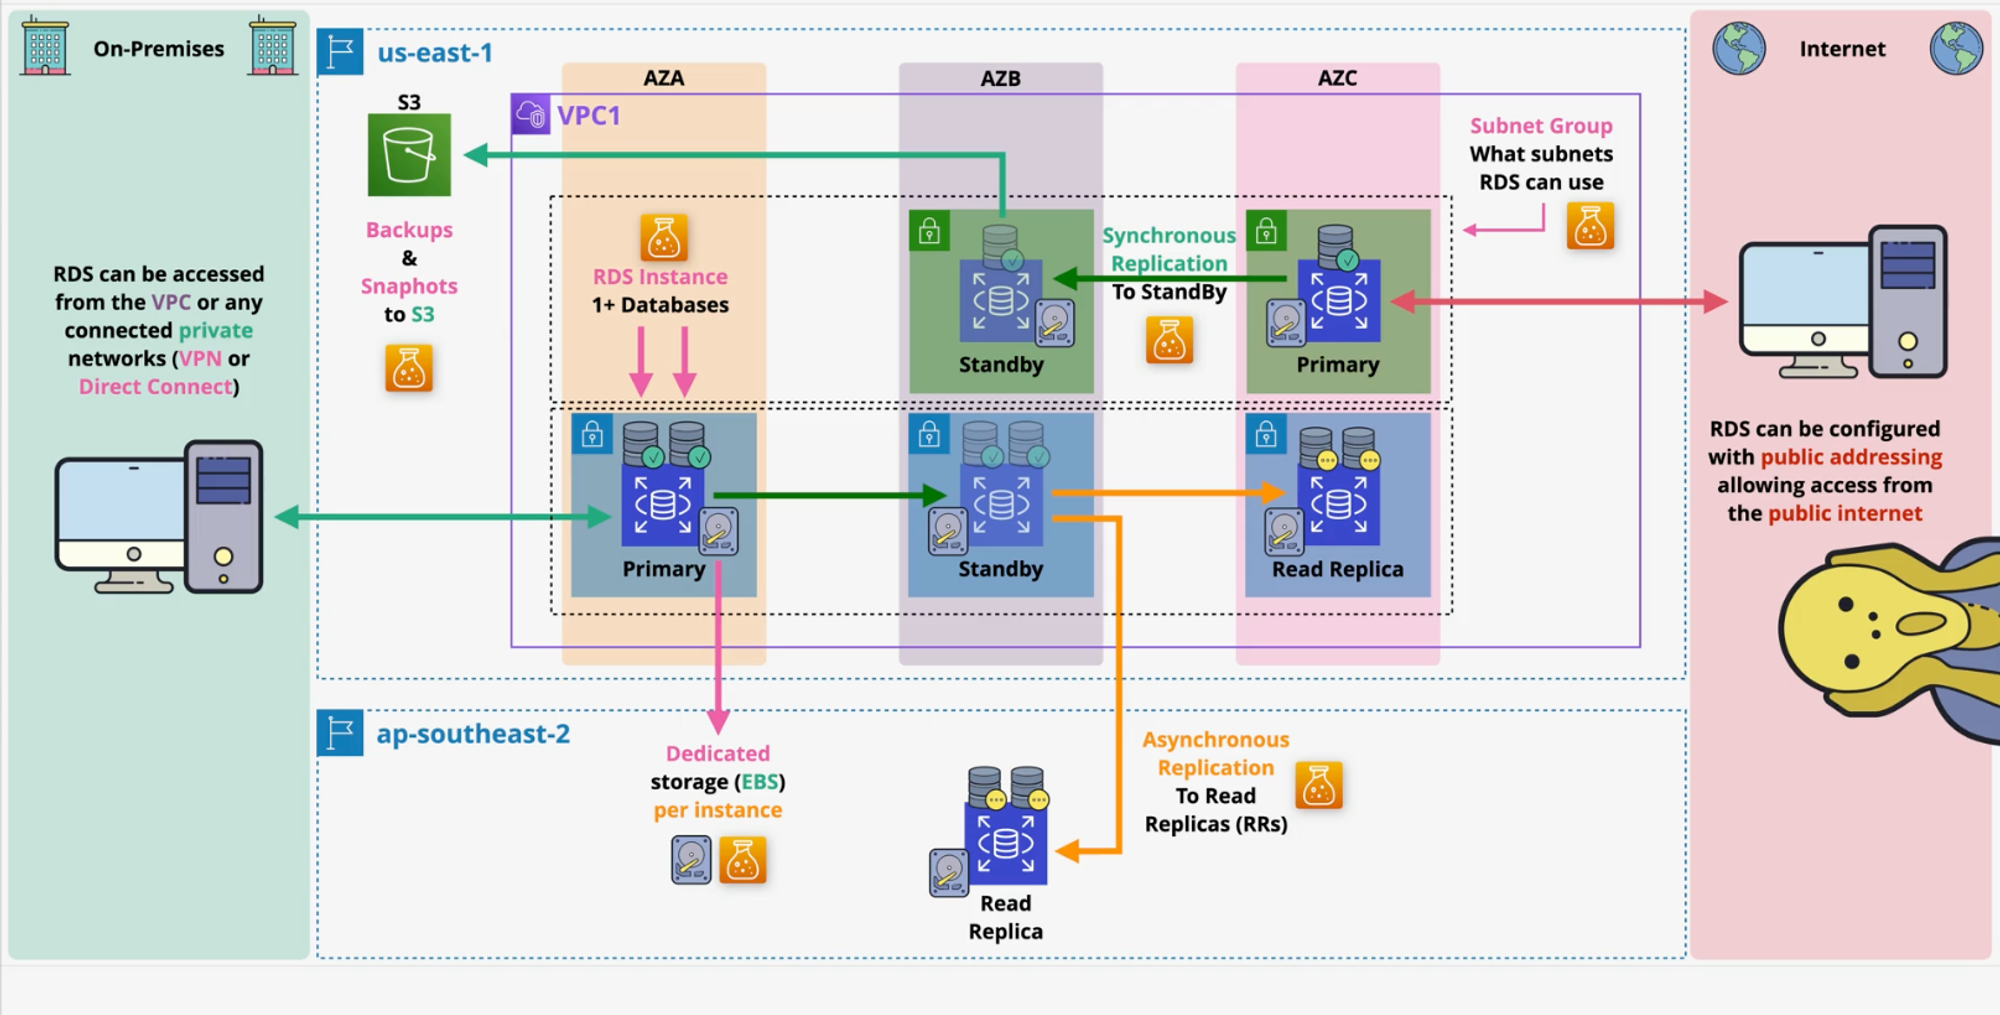 On-Premises
RDS can be accessed
from the VPC or any
connected private
networks (VPN or
Direct Connect)
us-east-1
S3
Backups
&
Snaphots
to S3
VPC1
AZA
AZB
AZC
RDS Instance
1+ Databases
Standby
Synchronous
Replication
To StandBy
Primary
Subnet Group
What subnets
RDS can use
Primary
Standby
Read Replica
ap-southeast-2
Dedicated
storage (EBS)
per instance
Read
Replica
Asynchronous
Replication
To Read
Replicas (RRs)
Internet
RDS can be configured
with public addressing
allowing access from
the public internet